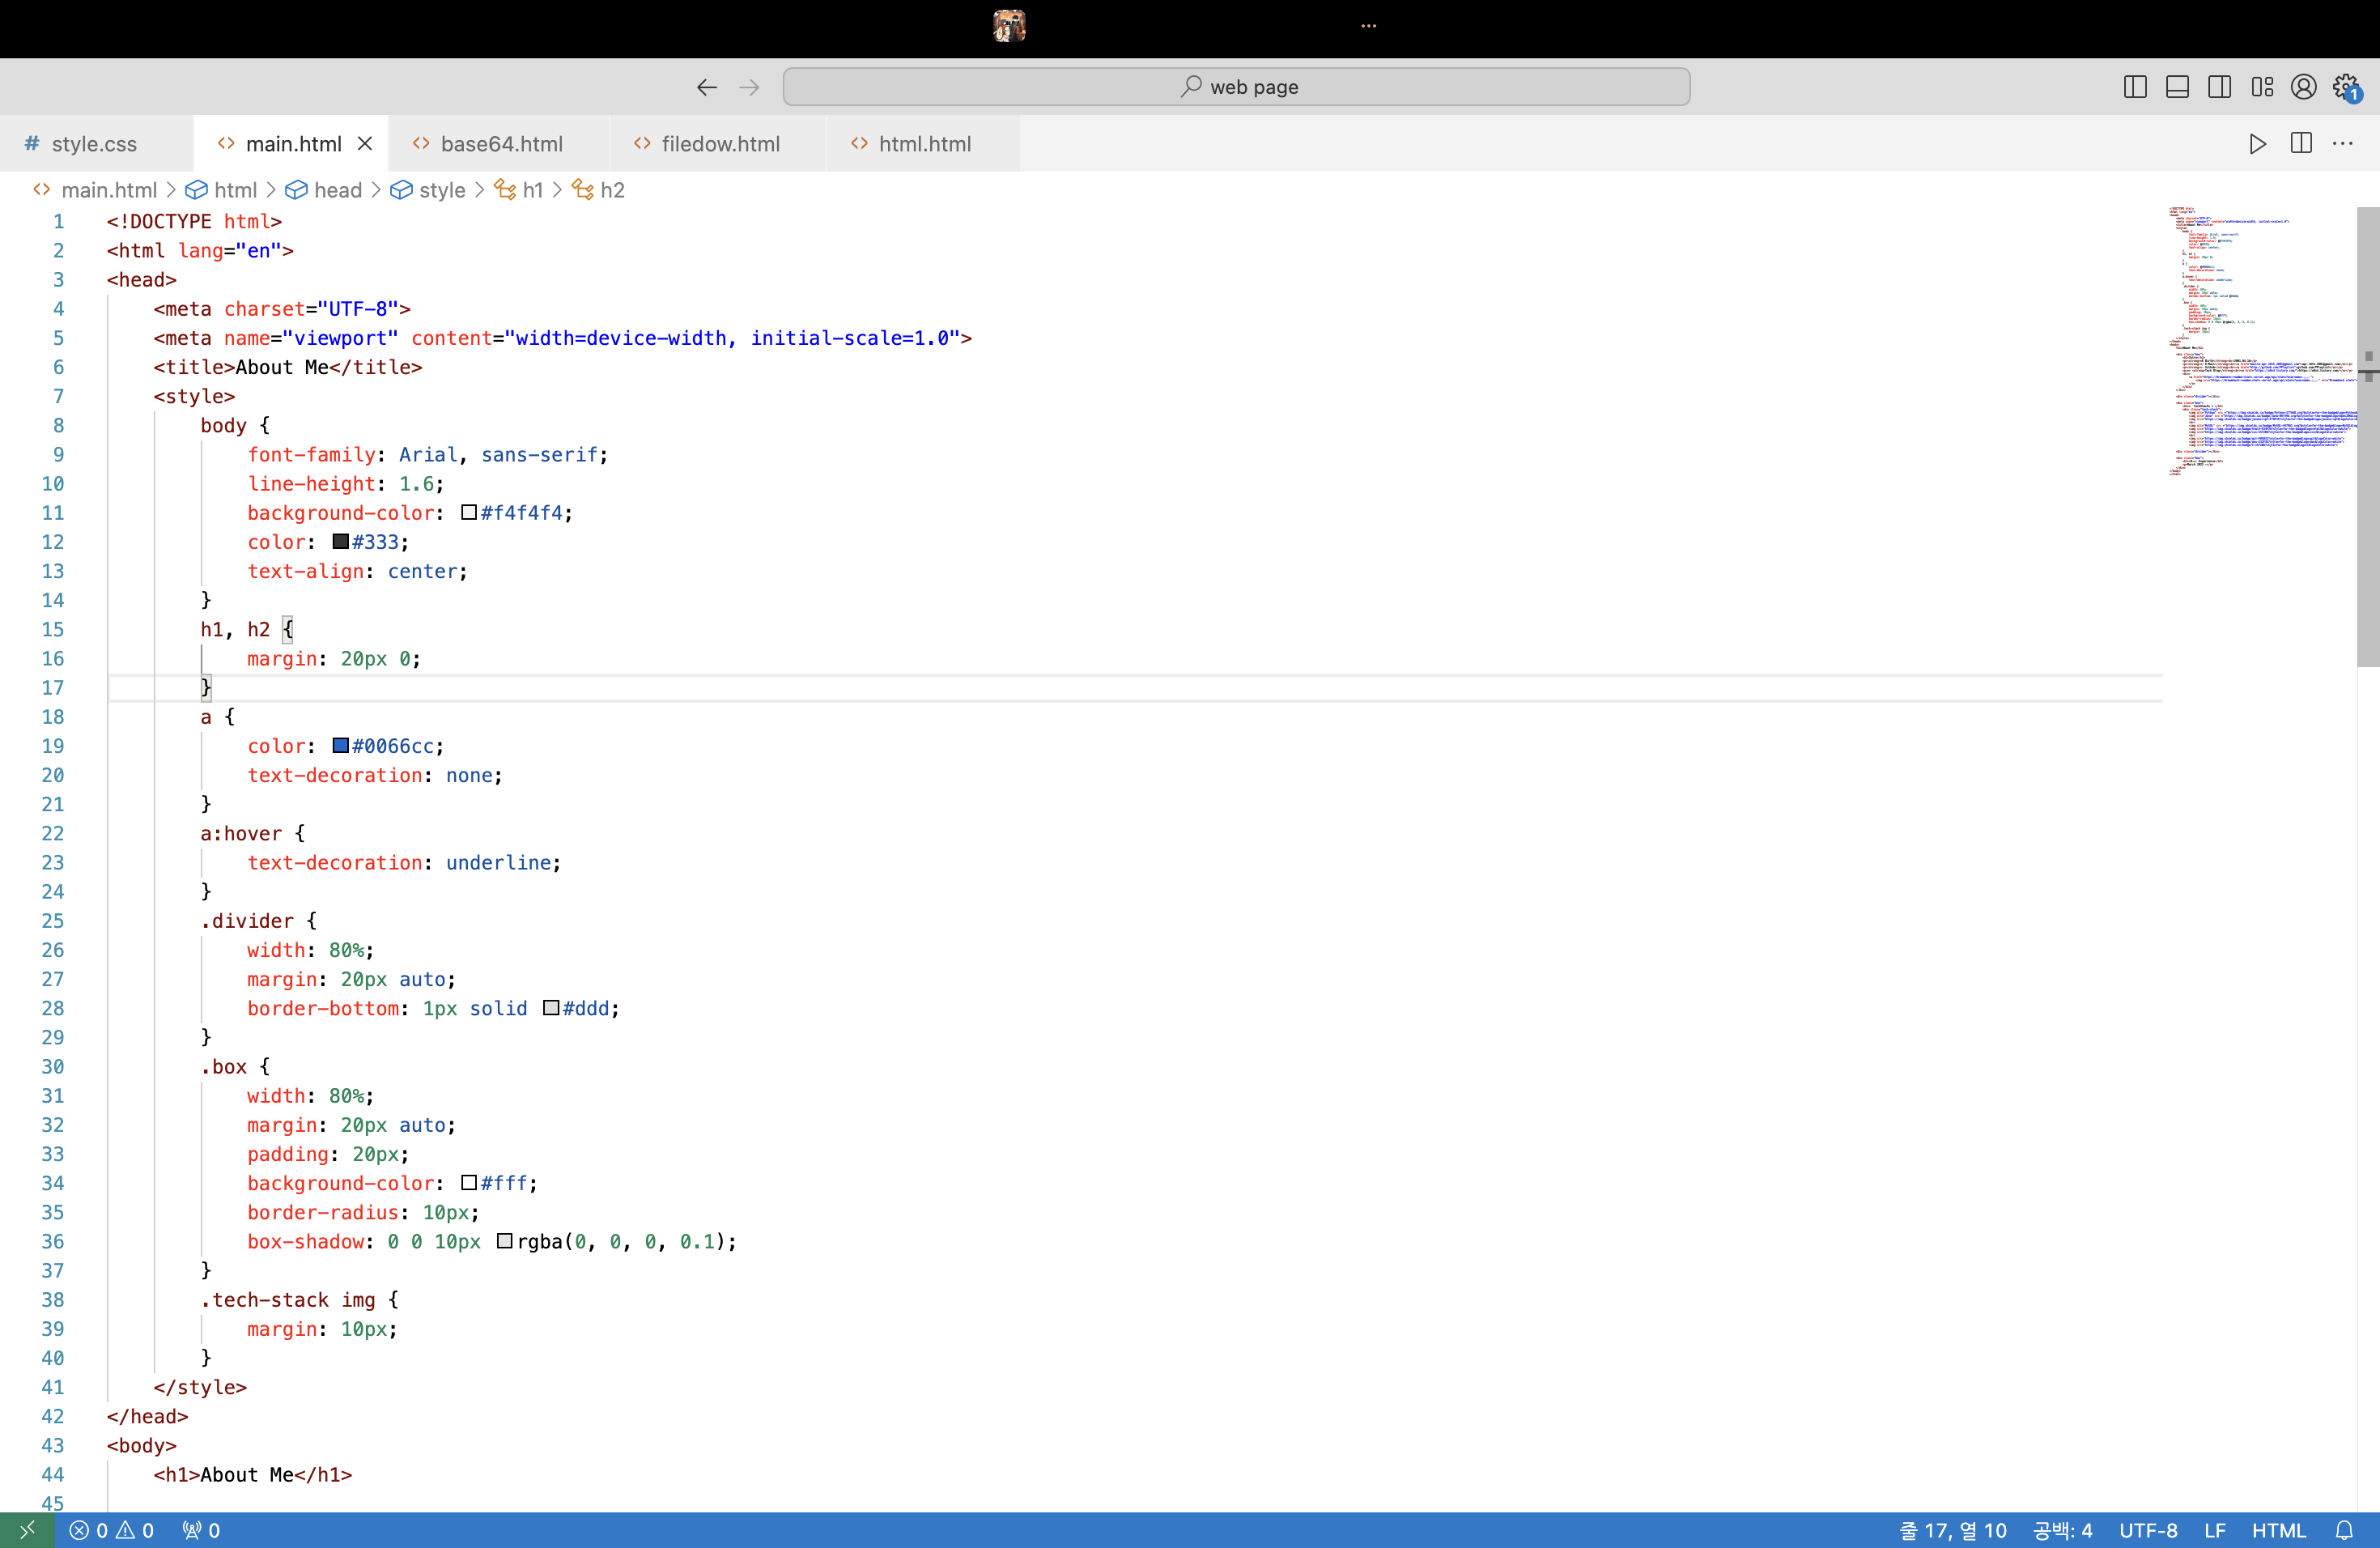 web page
1
style.css
main.html
base64.html
filedow.html
html.html
main.html > html > head > style > h1 > h2
1 <!DOCTYPE html>
2 <html lang="en">
3 <head>
4     <meta charset="UTF-8">
5     <meta name="viewport" content="width=device-width, initial-scale=1.0">
6     <title>About Me</title>
7     <style>
8         body {
9             font-family: Arial, sans-serif;
10             line-height: 1.6;
11             background-color: #f4f4f4;
12             color: #333;
13             text-align: center;
14         }
15         h1, h2 {
16             margin: 20px 0;
17         }
18         a {
19             color: #0066cc;
20             text-decoration: none;
21         }
22         a:hover {
23             text-decoration: underline;
24         }
25         .divider {
26             width: 80%;
27             margin: 20px auto;
28             border-bottom: 1px solid #ddd;
29         }
30         .box {
31             width: 80%;
32             margin: 20px auto;
33             padding: 20px;
34             background-color: #fff;
35             border-radius: 10px;
36             box-shadow: 0 0 10px rgba(0, 0, 0, 0.1);
37         }
38         .tech-stack img {
39             margin: 10px;
40         }
41     </style>
42 </head>
43 <body>
44     <h1>About Me</h1>
45
0 0 0 줄 17, 열 10 공백: 4 UTF-8 LF HTML